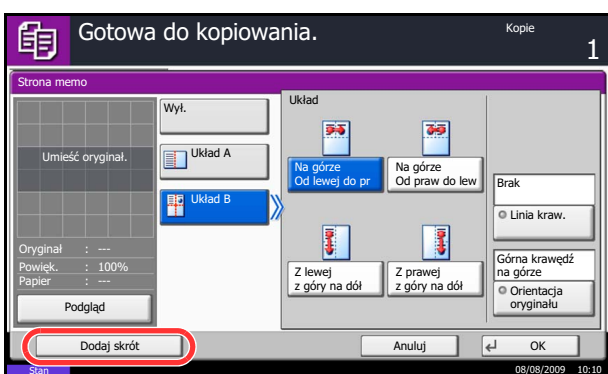 Gotowa do kopiowania.
Kopie
1
Strona memo
Umieść oryginał.
Oryginał : ---
Powięk. : 100%
Papier : ---
Podgląd
Wył.
Układ A
Układ B
Układ
Na górze
Od lewej do pr
Na górze
Od praw do lew
Z lewej
z góry na dół
Z prawej
z góry na dół
Brak
Linia kraw.
Górna krawędź
na górze
Orientacja
oryginału
Dodaj skrót
Anuluj
OK
Stan
08/08/2009 10:10